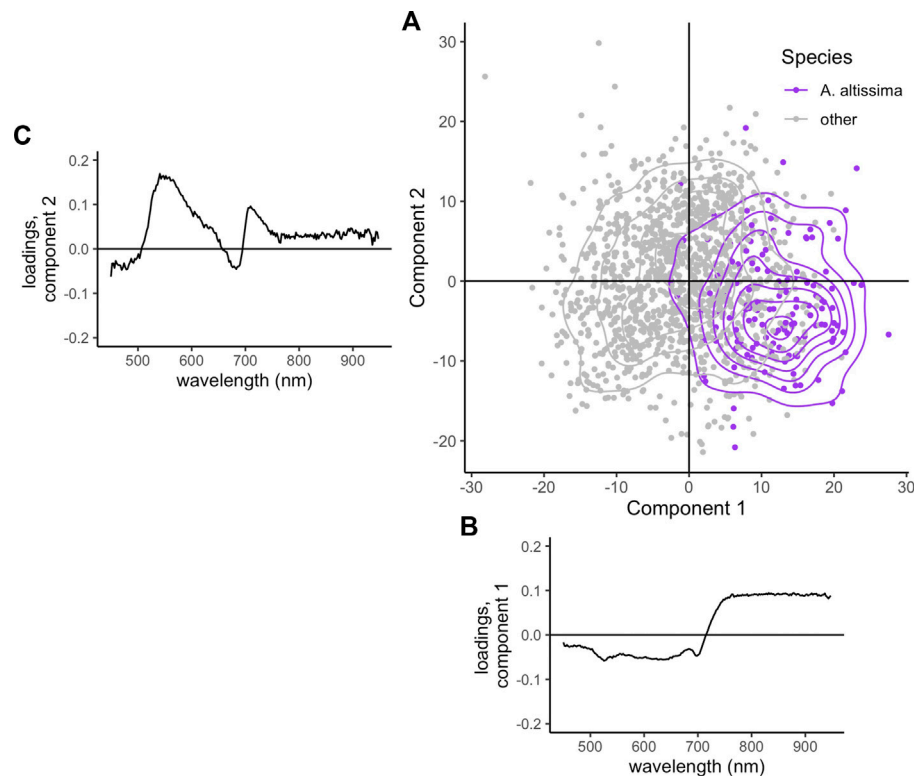 A
30
20
10
0
-10
-20
Component 2
-30
-20
-10
0
10
20
30
Component 1
Species
A. altissima
other
C
0.2
0.1
0.0
-0.1
-0.2
loadings,
component 2
500
600
700
800
900
wavelength (nm)
B
0.2
0.1
0.0
-0.1
-0.2
loadings,
component 1
500
600
700
800
900
wavelength (nm)